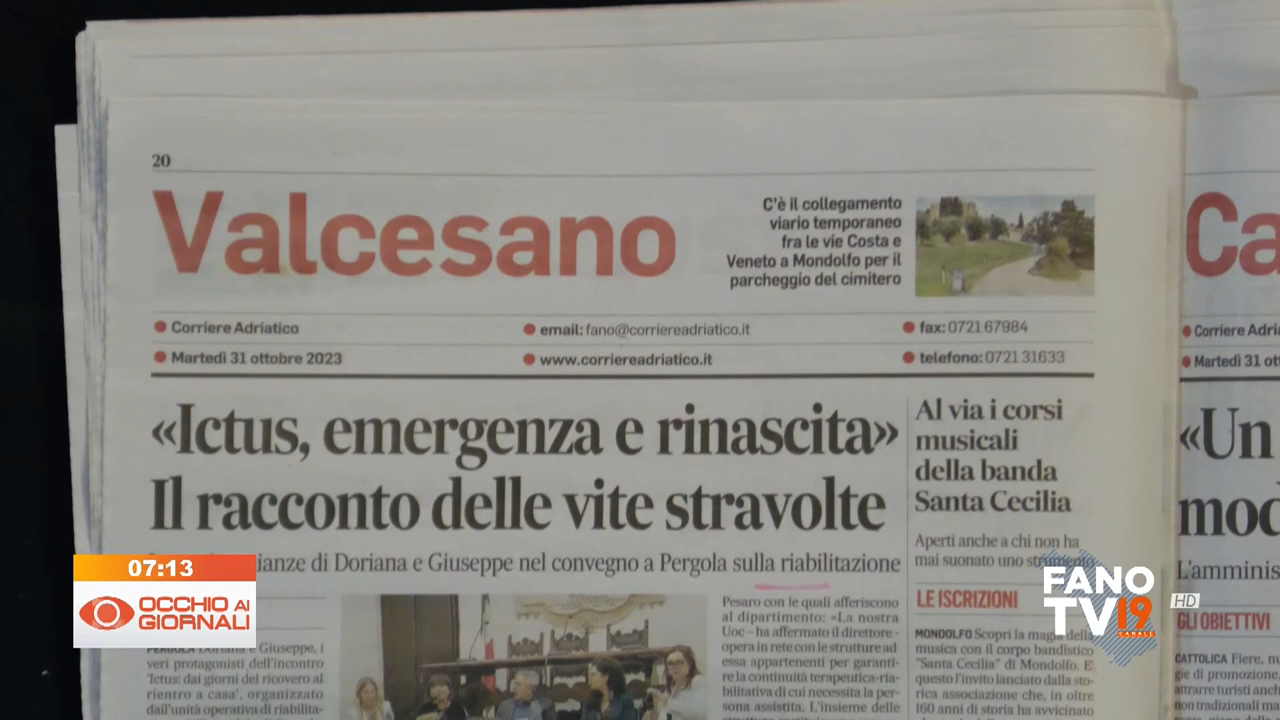 20
Valcesano
C'è il collegamento
viario temporaneo
fra le vie Costa e
Veneto a Mondolfo per il
parcheggio del cimitero
Corriere Adriatico
email: fano@corriereadriatico.it
fax: 0721 67984
Martedì 31 ottobre 2023
www.corriereadriatico.it
telefono: 0721 31633
«Ictus, emergenza e rinascita»
Il racconto delle vite stravolte
ianze di Doriana e Giuseppe nel convegno a Pergola sulla riabilitazione
PERGOLA Doriana e Giuseppe, i
veri protagonisti dell'incontro
'Ictus: dai giorni del ricovero al
rientro a casa', organizzato
dall'unità operativa di riabilita-
Pesaro con le quali afferiscono
al dipartimento: «La nostra
Uoc – ha affermato il direttore -
opera in rete con le strutture ad
essa appartenenti per garanti-
re la continuità terapeutica-ria-
bilitativa di cui necessita la per-
sona assistita. L'insieme delle
Al via i corsi
musicali
della banda
Santa Cecilia
Aperti anche a chi non ha
mai suonato uno strumento
LE ISCRIZIONI
MONDOLFO Scopri la magia della
musica con il corpo bandistico
"Santa Cecilia" di Mondolfo. E'
questo l'invito lanciato dalla sto-
rica associazione che, in oltre
160 anni di storia ha avvicinato
Ca
Corriere Adria
Martedì 31 ott
«Un
mod
L'amminis
GLI OBIETTIVI
CATTOLICA Fiere, mu
gie di promozione,
attrarre turisti anch
non tradizionali ma
07:13
OCCHIO AI
GIORNALI
FANO
TV19
CANALE
HD